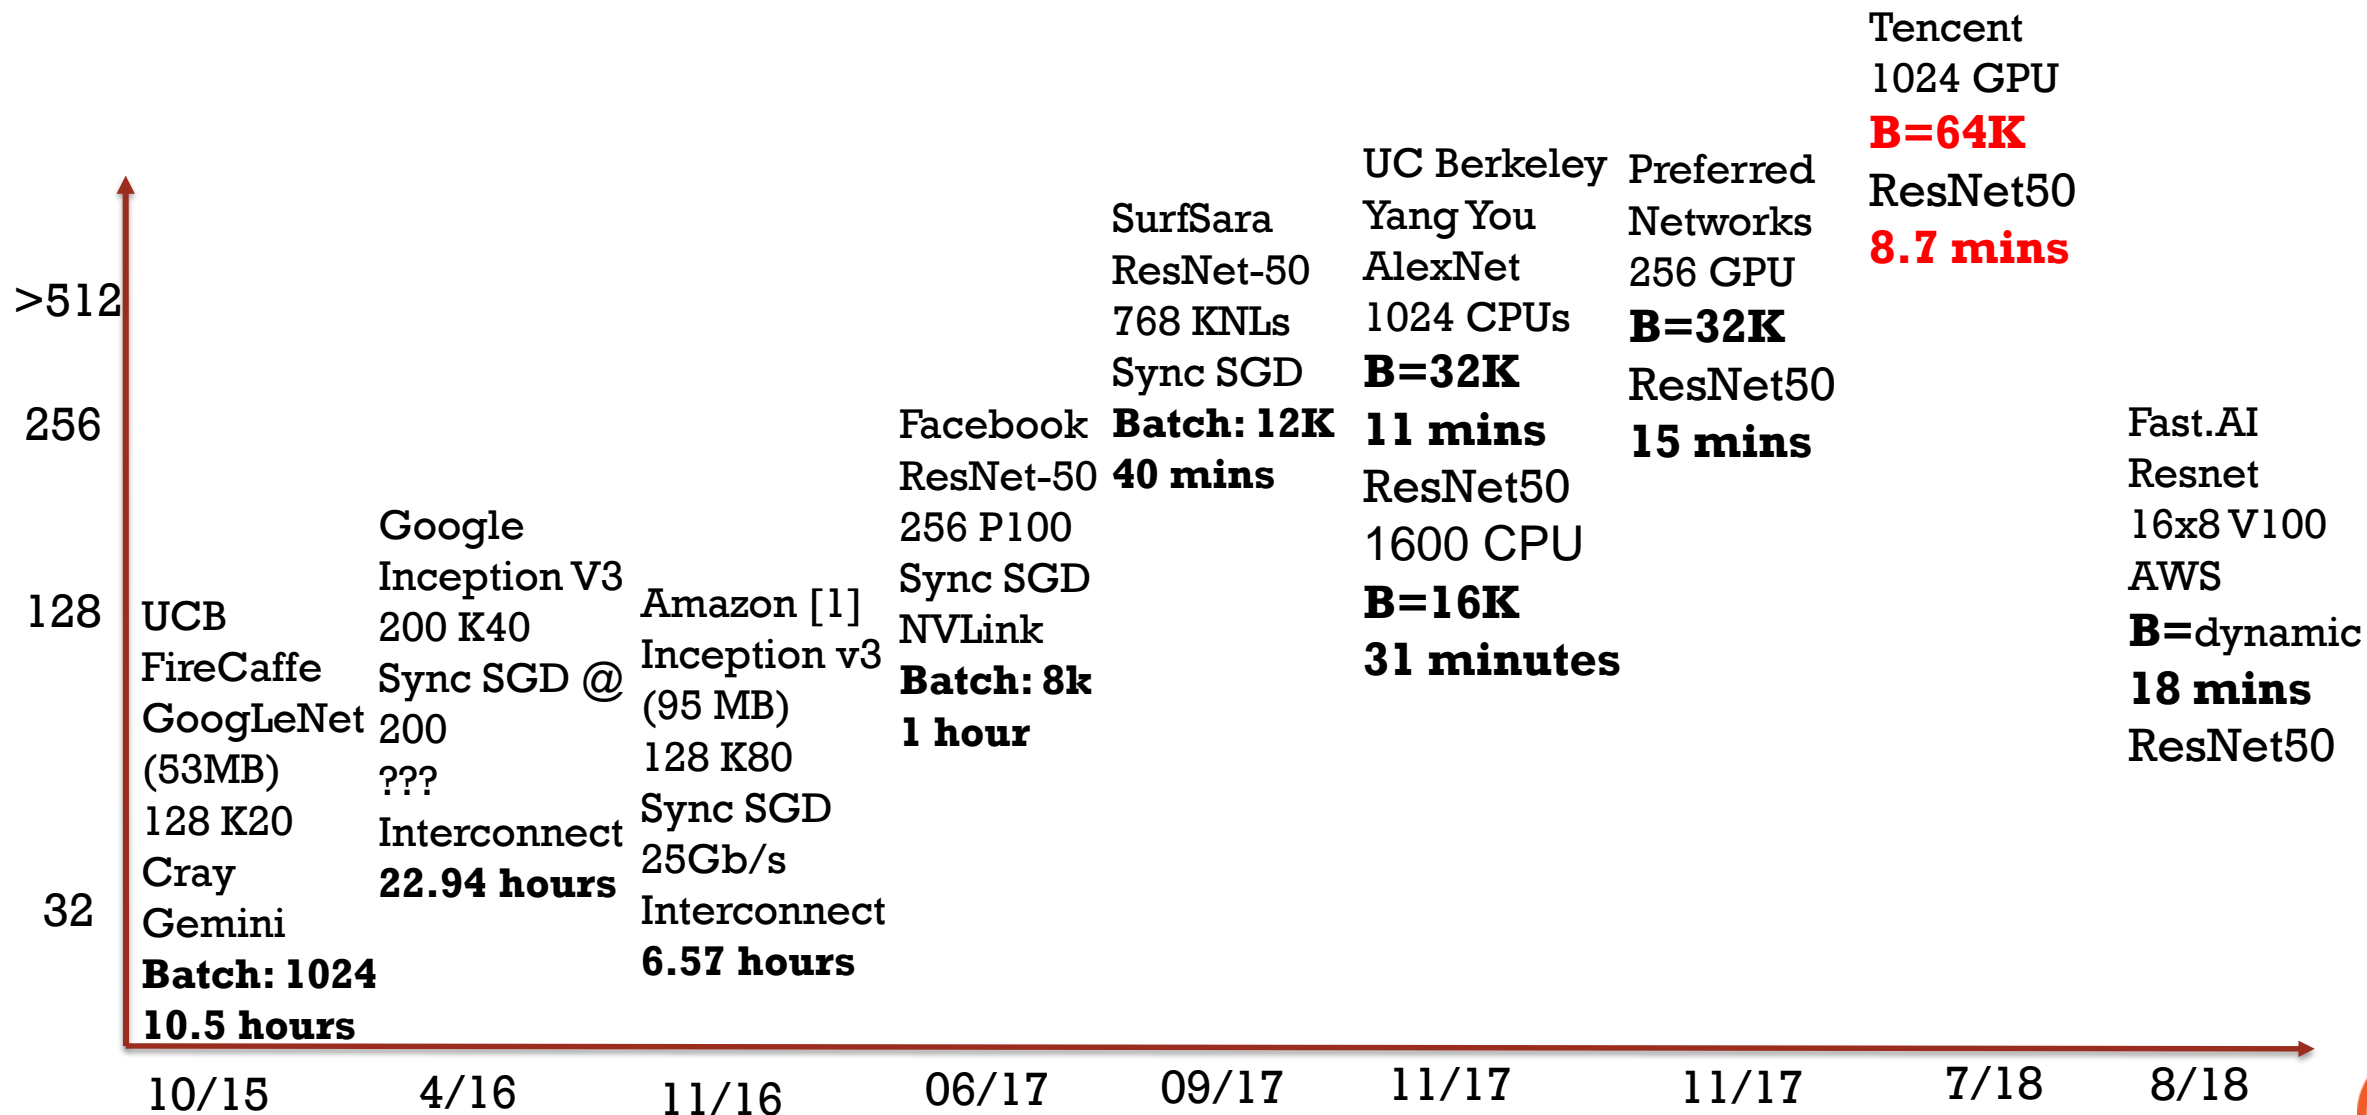 >512
256
128
32
UCB
FireCaffe
GoogLeNet
(53MB)
128 K20
Cray
Gemini
Batch: 1024
10.5 hours
Google
Inception V3
200 K40
Sync SGD @
200
???
Interconnect
22.94 hours
Amazon [1]
Inception v3
(95 MB)
128 K80
Sync SGD
25Gb/s
Interconnect
6.57 hours
Facebook
ResNet-50
256 P100
Sync SGD
NVLink
Batch: 8k
1 hour
SurfSara
ResNet-50
768 KNLs
Sync SGD
Batch: 12K
40 mins
UC Berkeley
Yang You
AlexNet
1024 CPUs
B=32K
11 mins
ResNet50
1600 CPU
B=16K
31 minutes
Preferred
Networks
256 GPU
B=32K
ResNet50
15 mins
Tencent
1024 GPU
B=64K
ResNet50
8.7 mins
Fast.AI
Resnet
16x8 V100
AWS
B=dynamic
18 mins
ResNet50
10/15
4/16
11/16
06/17
09/17
11/17
11/17
7/18
8/18